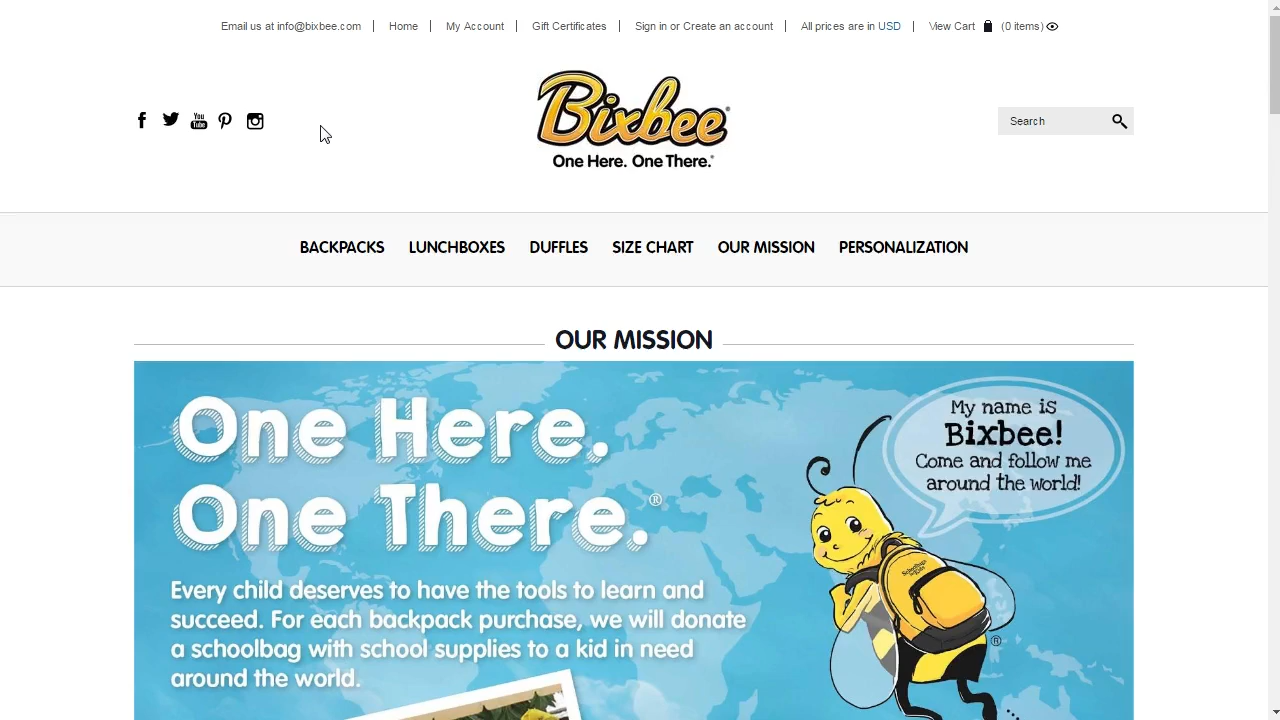 Email us at info@bixbee.com | Home | My Account | Gift Certificates | Sign in or Create an account | All prices are in USD | View Cart (0 items)
You Tube
Bixbee®
One Here. One There.®
Search
BACKPACKS LUNCHBOXES DUFFLES SIZE CHART OUR MISSION PERSONALIZATION
OUR MISSION
One Here.
One There.®
Every child deserves to have the tools to learn and
succeed. For each backpack purchase, we will donate
a schoolbag with school supplies to a kid in need
around the world.
My name is
Bixbee!
Come and follow me
around the world!
®